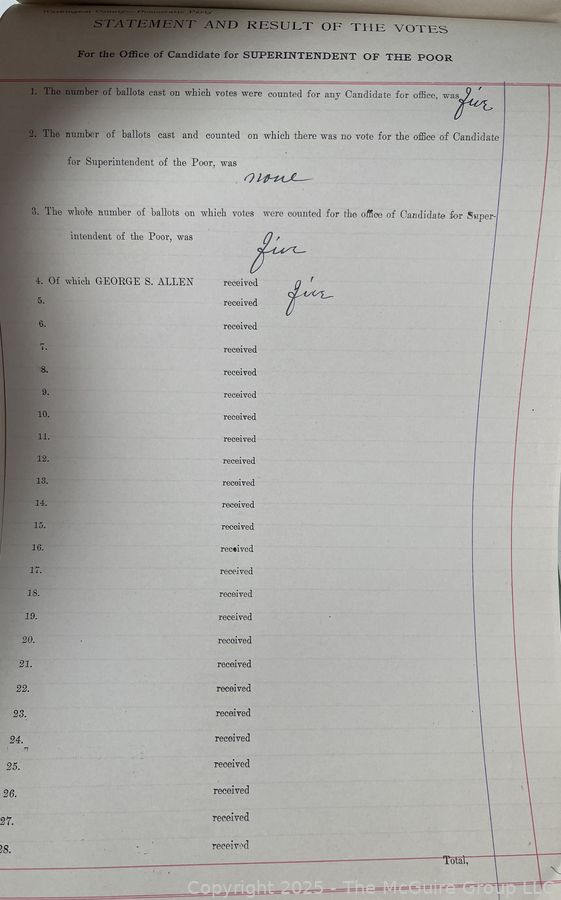 Washington County—Democratic Party
STATEMENT AND RESULT OF THE VOTES
For the Office of Candidate for SUPERINTENDENT OF THE POOR
1. The number of ballots cast on which votes were counted for any Candidate for office, was five
2. The number of ballots cast and counted on which there was no vote for the office of Candidate
for Superintendent of the Poor, was
none
3. The whole number of ballots on which votes were counted for the office of Candidate for Super-
intendent of the Poor, was
five
4. Of which GEORGE S. ALLEN received five
5. received
6. received
7. received
8. received
9. received
10. received
11. received
12. received
13. received
14. received
15. received
16. received
17. received
18. received
19. received
20. received
21. received
22. received
23. received
24. received
25. received
26. received
27. received
28. received
Total,
Copyright 2025 - The McGuire Group LLC